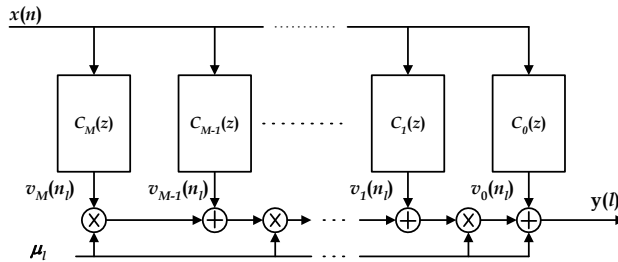 x(n)
C_M(z) C_{M-1}(z) C_1(z) C_0(z)
v_M(n_l) v_{M-1}(n_l) v_1(n_l) v_0(n_l) y(l)
μ_l